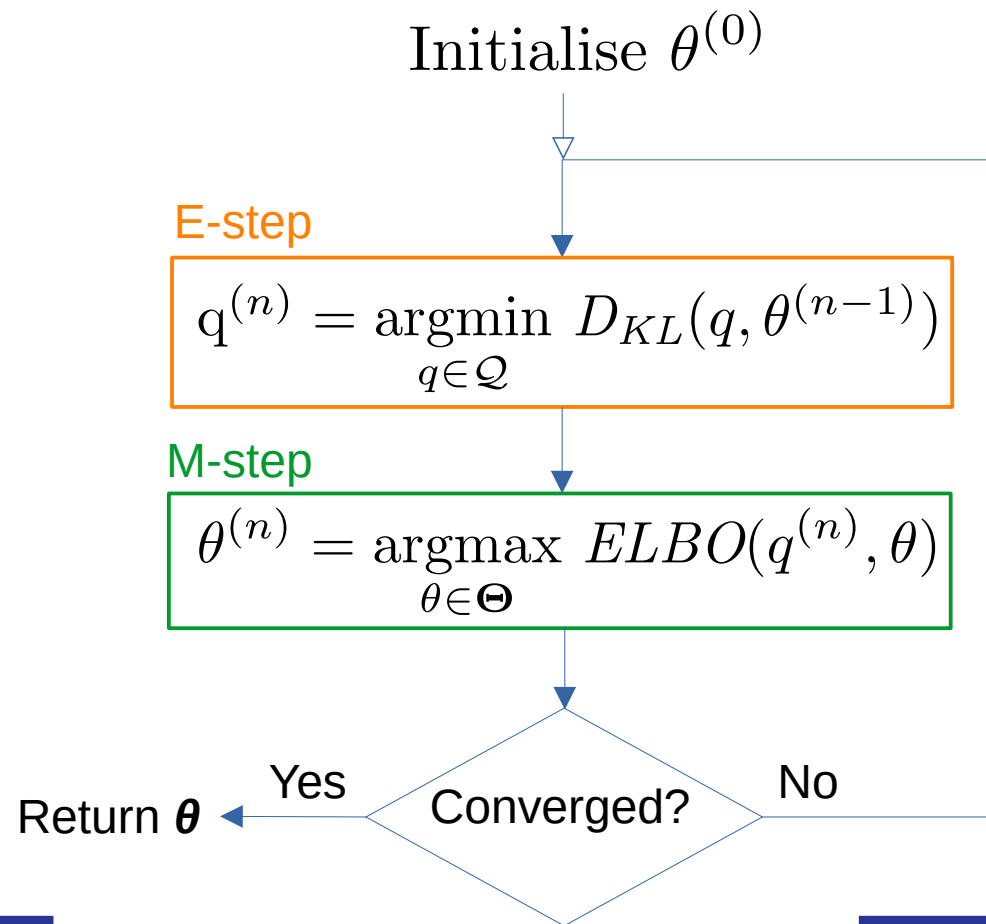 Initialise θ^(0)
E-step
q^(n) = argmin D_KL(q, θ^(n−1))
q∈𝒬
M-step
θ^(n) = argmax ELBO(q^(n), θ)
θ∈Θ
Yes
No
Return θ
Converged?